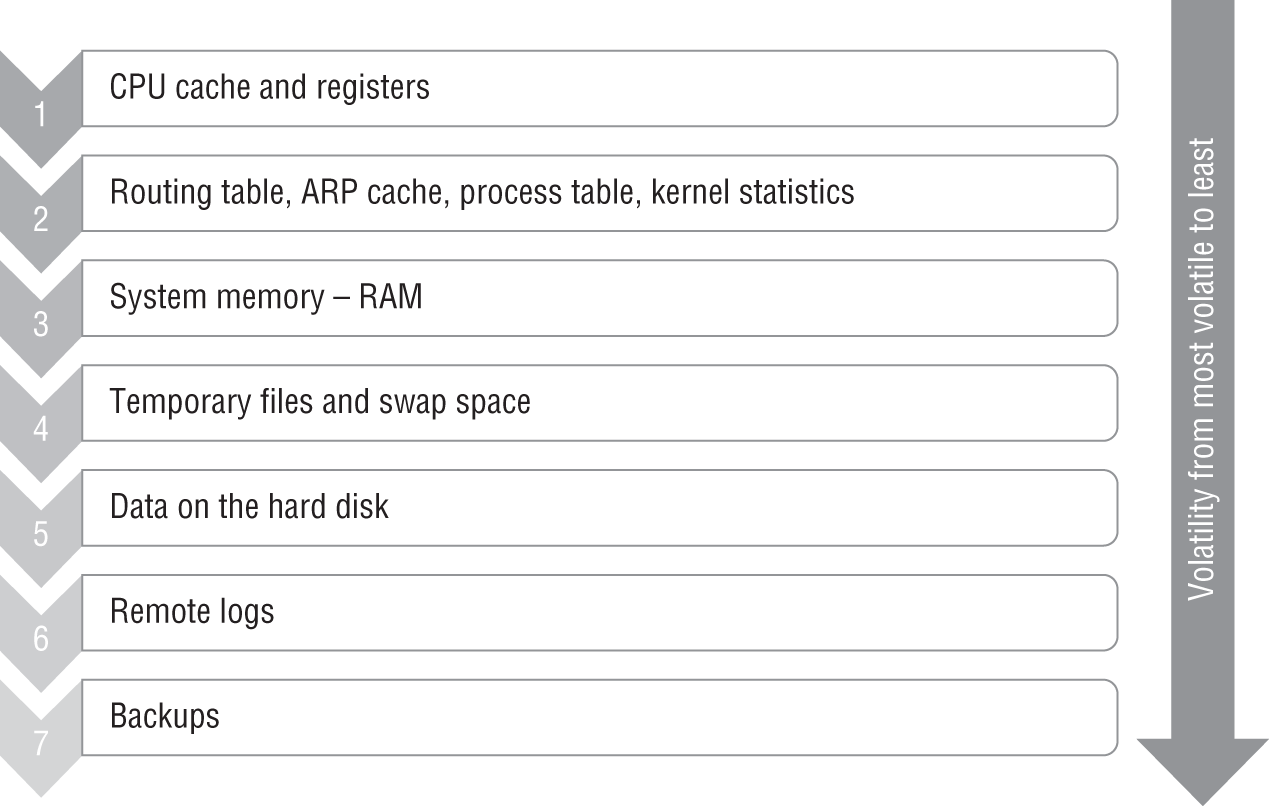 1
CPU cache and registers
2
Routing table, ARP cache, process table, kernel statistics
3
System memory – RAM
4
Temporary files and swap space
5
Data on the hard disk
6
Remote logs
7
Backups
Volatility from most volatile to least